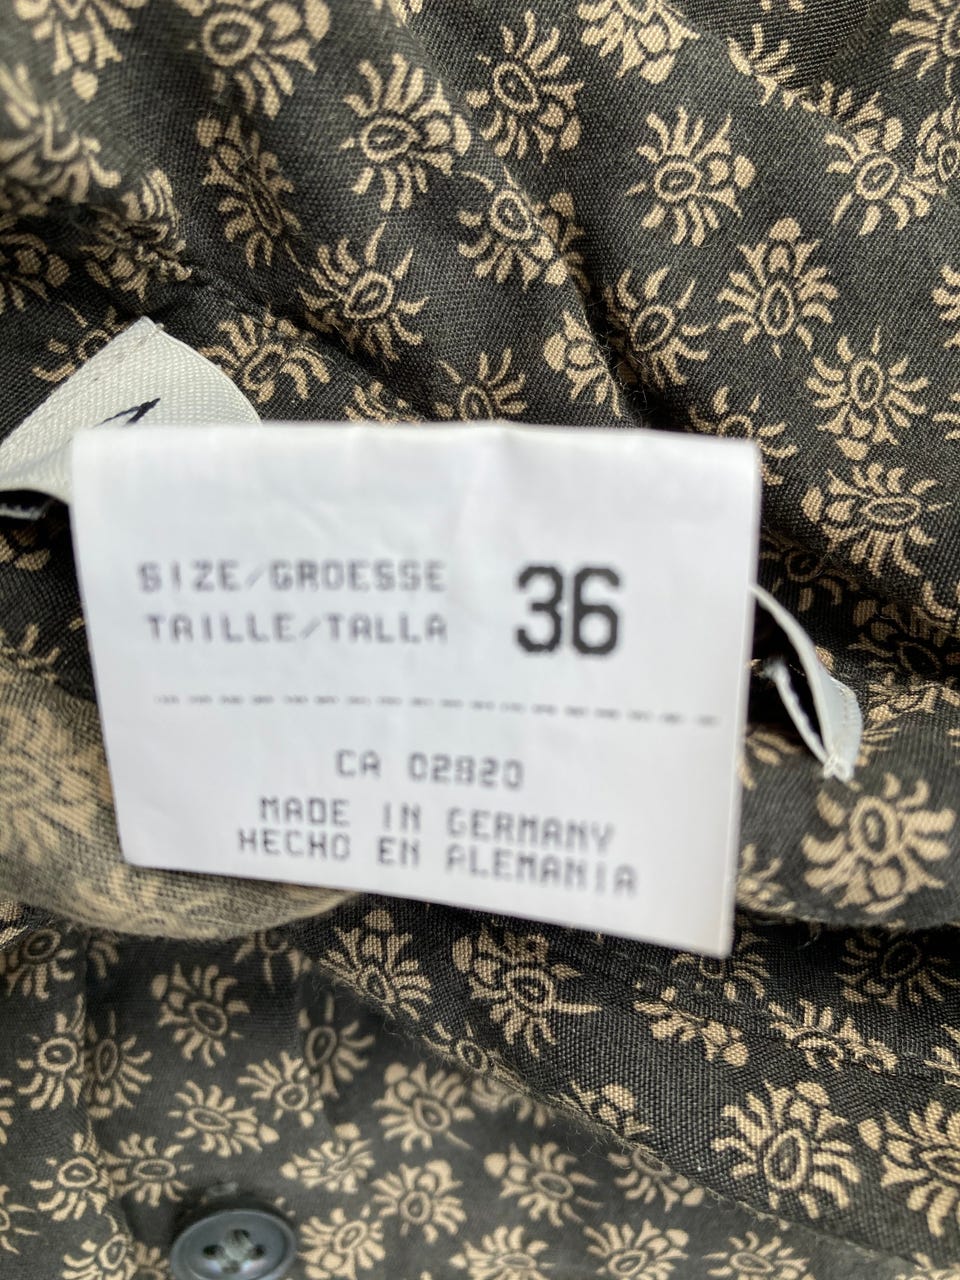 SIZE/GROESSE 36
TAILLE/TALLA
CA 02820
MADE IN GERMANY
HECHO EN ALEMANIA